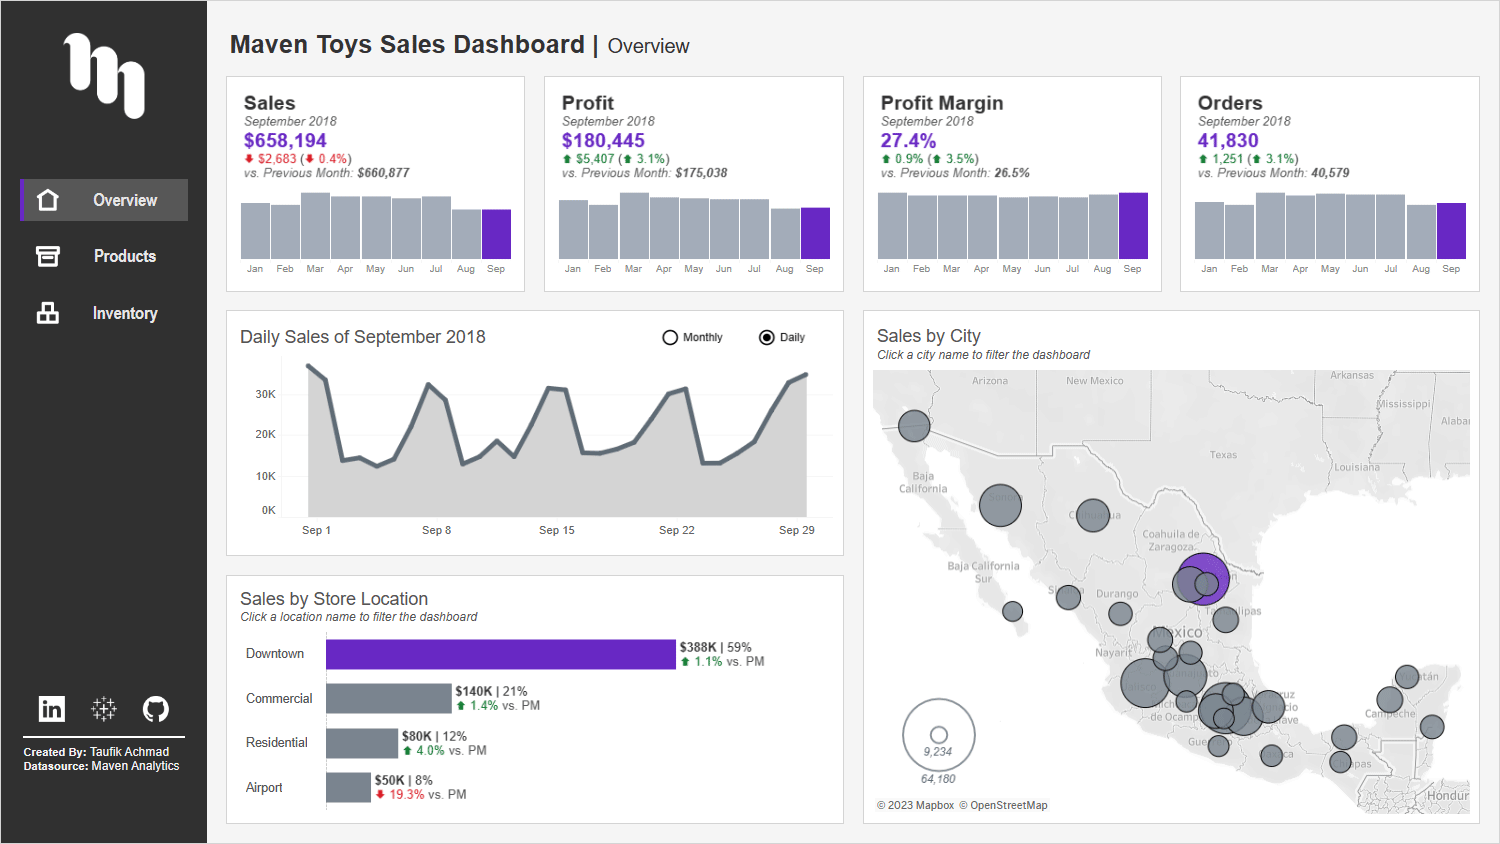 Maven Toys Sales Dashboard | Overview
Overview
Products
Inventory
Created By: Taufik Achmad
Datasource: Maven Analytics
Sales
September 2018
$658,194
$2,683 (0.4%)
vs. Previous Month: $660,877
Jan Feb Mar Apr May Jun Jul Aug Sep
Profit
September 2018
$180,445
$5,407 (3.1%)
vs. Previous Month: $175,038
Jan Feb Mar Apr May Jun Jul Aug Sep
Profit Margin
September 2018
27.4%
0.9% (3.5%)
vs. Previous Month: 26.5%
Jan Feb Mar Apr May Jun Jul Aug Sep
Orders
September 2018
41,830
1,251 (3.1%)
vs. Previous Month: 40,579
Jan Feb Mar Apr May Jun Jul Aug Sep
Daily Sales of September 2018
Monthly Daily
30K
20K
10K
0K
Sep 1 Sep 8 Sep 15 Sep 22 Sep 29
Sales by Store Location
Click a location name to filter the dashboard
Downtown
$388K | 59%
1.1% vs. PM
Commercial
$140K | 21%
1.4% vs. PM
Residential
$80K | 12%
4.0% vs. PM
Airport
$50K | 8%
19.3% vs. PM
Sales by City
Click a city name to filter the dashboard
Arizona
New Mexico
Arkansas
Mississippi
Alaba
Texas
Louisiana
Baja
California
Coahuila de
Zaragoza
Baja California
Sur
Durango
Mexico
Nayarit
de Ocamp
Campeche
Hondur
9,234
64,180
© 2023 Mapbox © OpenStreetMap